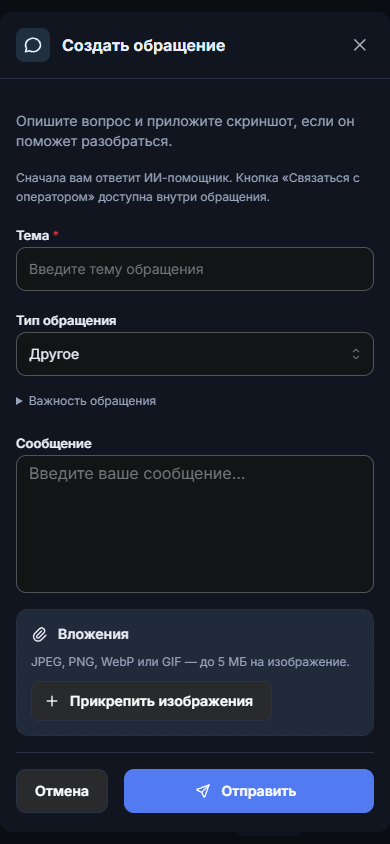 Создать обращение
Опишите вопрос и приложите скриншот, если он
поможет разобраться.
Сначала вам ответит ИИ-помощник. Кнопка «Связаться с
оператором» доступна внутри обращения.
Тема *
Введите тему обращения
Тип обращения
Другое
Важность обращения
Сообщение
Введите ваше сообщение...
Вложения
JPEG, PNG, WebP или GIF — до 5 МБ на изображение.
Прикрепить изображения
Отмена
Отправить